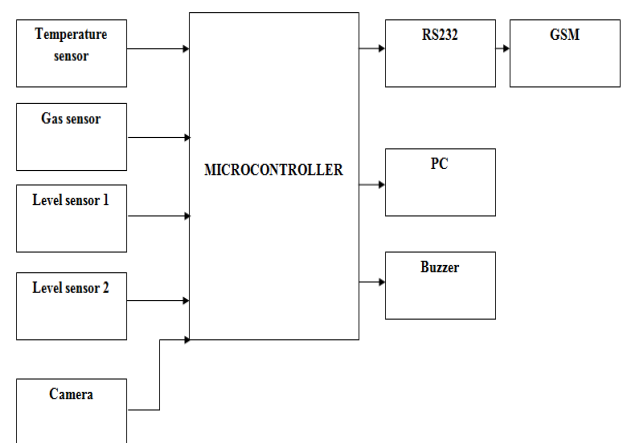 Temperature
sensor
Gas sensor
Level sensor 1
Level sensor 2
Camera
MICROCONTROLLER
RS232
GSM
PC
Buzzer